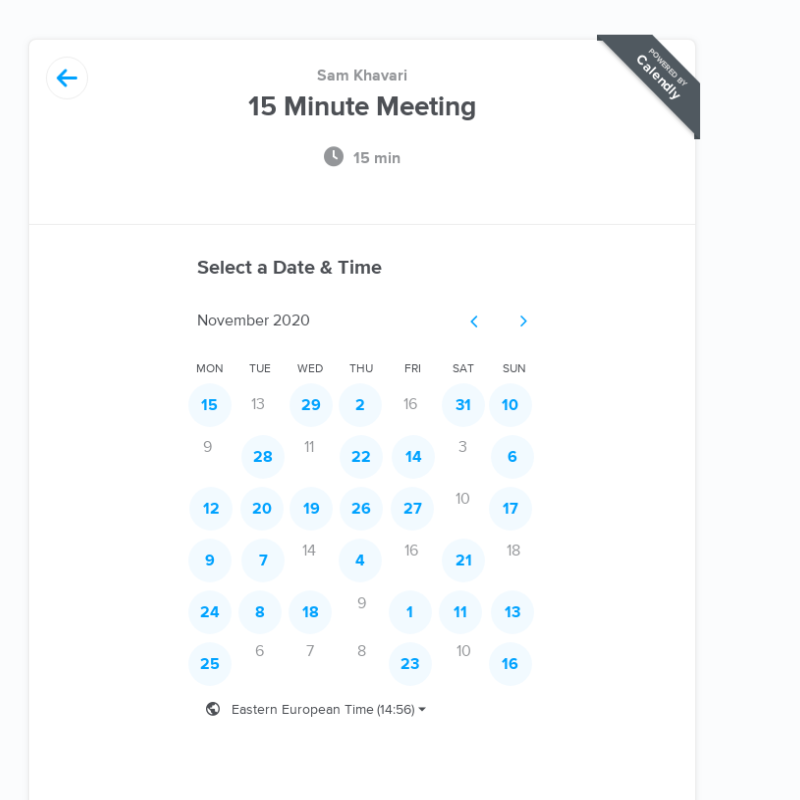 POWERED BY
Calendly
Sam Khavari
15 Minute Meeting
15 min
Select a Date & Time
November 2020
MON TUE WED THU FRI SAT SUN
15 13 29 2 16 31 10
9 28 11 22 14 3 6
12 20 19 26 27 10 17
9 7 14 4 16 21 18
24 8 18 9 1 11 13
25 6 7 8 23 10 16
Eastern European Time (14:56)